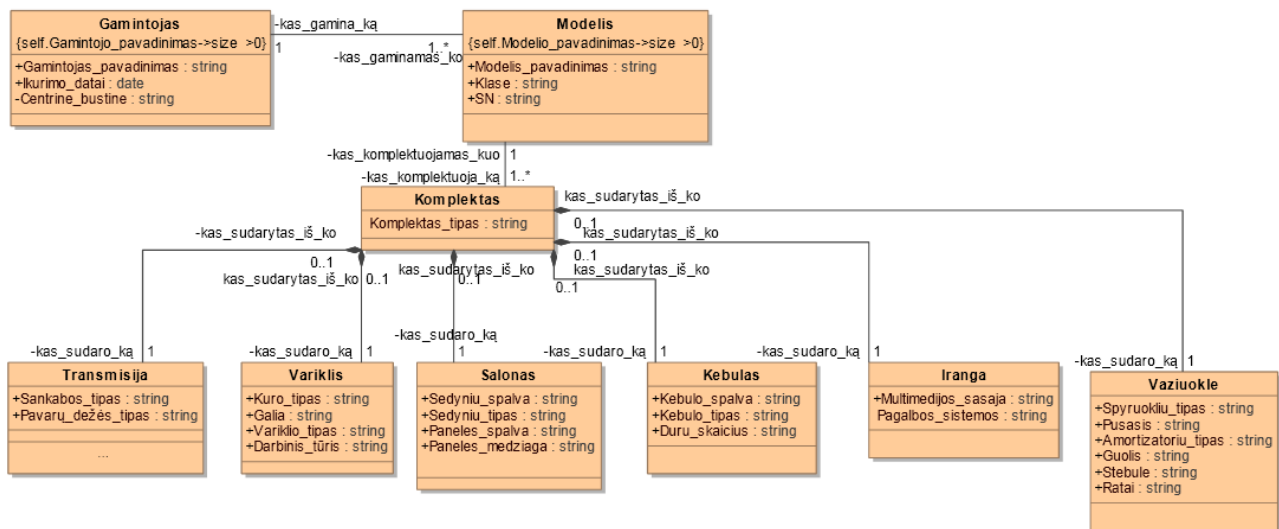 Gamintojas
{self.Gamintojo_pavadinimas->size >0}
+Gamintojas_pavadinimas : string
+Ikurimo_datai : date
-Centrine_bustine : string
-kas_gamina_ką
1
1..*
-kas_gaminamas_ko
Modelis
{self.Modelio_pavadinimas->size >0}
+Modelis_pavadinimas : string
+Klase : string
+SN : string
-kas_komplektuojamas_kuo
1
-kas_komplektuoja_ką
1..*
Komplektas
Komplektas_tipas : string
kas_sudarytas_iš_ko
0..1
kas_sudarytas_iš_ko
0..1
-kas_sudarytas_iš_ko
0..1
kas_sudarytas_iš_ko
0..1
kas_sudarytas_iš_ko
0..1
kas_sudarytas_iš_ko
0..1
-kas_sudaro_ką
1
-kas_sudaro_ką
1
-kas_sudaro_ką
1
-kas_sudaro_ką
1
-kas_sudaro_ką
1
-kas_sudaro_ką
1
Transmisija
+Sankabos_tipas : string
+Pavarų_dežės_tipas : string
...
Variklis
+Kuro_tipas : string
+Galia : string
+Variklio_tipas : string
+Darbinis_tūris : string
Salonas
+Sedyniu_spalva : string
+Sedyniu_tipas : string
+Paneles_spalva : string
+Paneles_medziaga : string
Kebulas
+Kebulo_spalva : string
+Kebulo_tipas : string
+Duru_skaicius : string
Iranga
+Multimedijos_sasaja : string
Pagalbos_sistemos : string
Vaziuokle
+Spyruokliu_tipas : string
+Pusasis : string
+Amortizatoriu_tipas : string
+Guolis : string
+Stebule : string
+Ratai : string